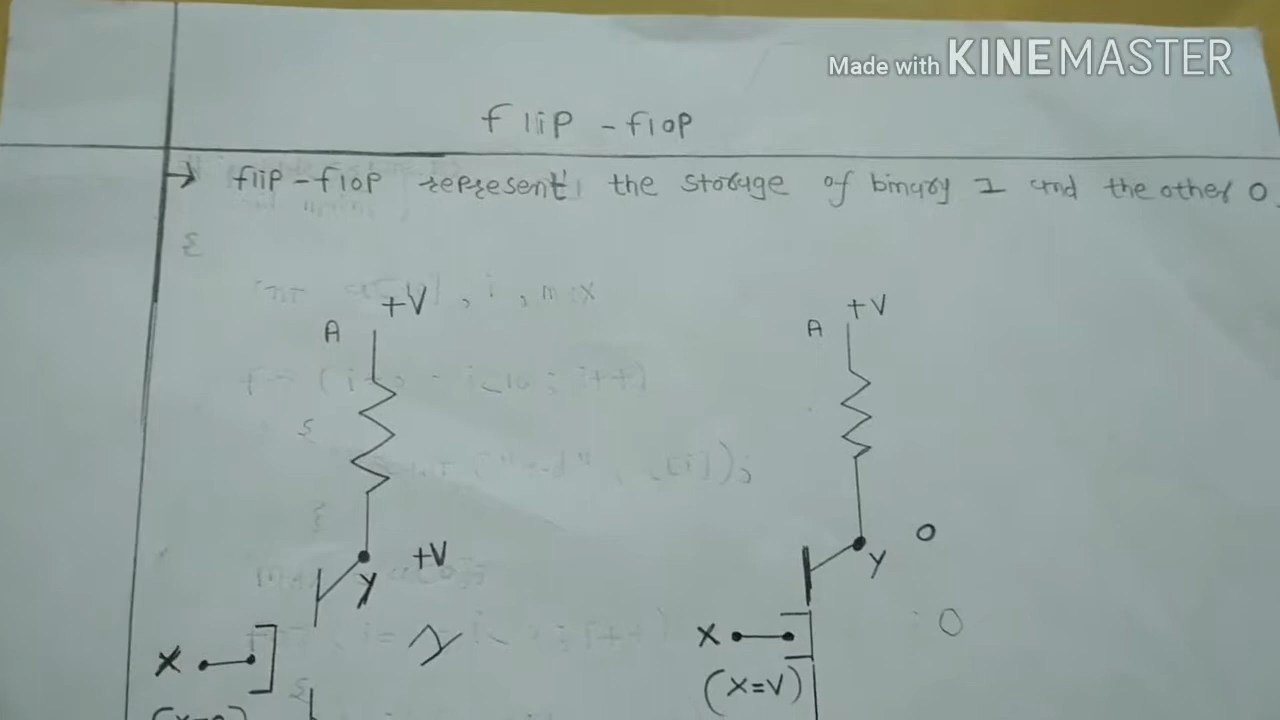 Made with KINEMASTER
flip-flop
→ flip-flop represent the storage of binary 1 and the other 0.
+V +V
A A
+V 0
Y Y
0
X X
(X=V)